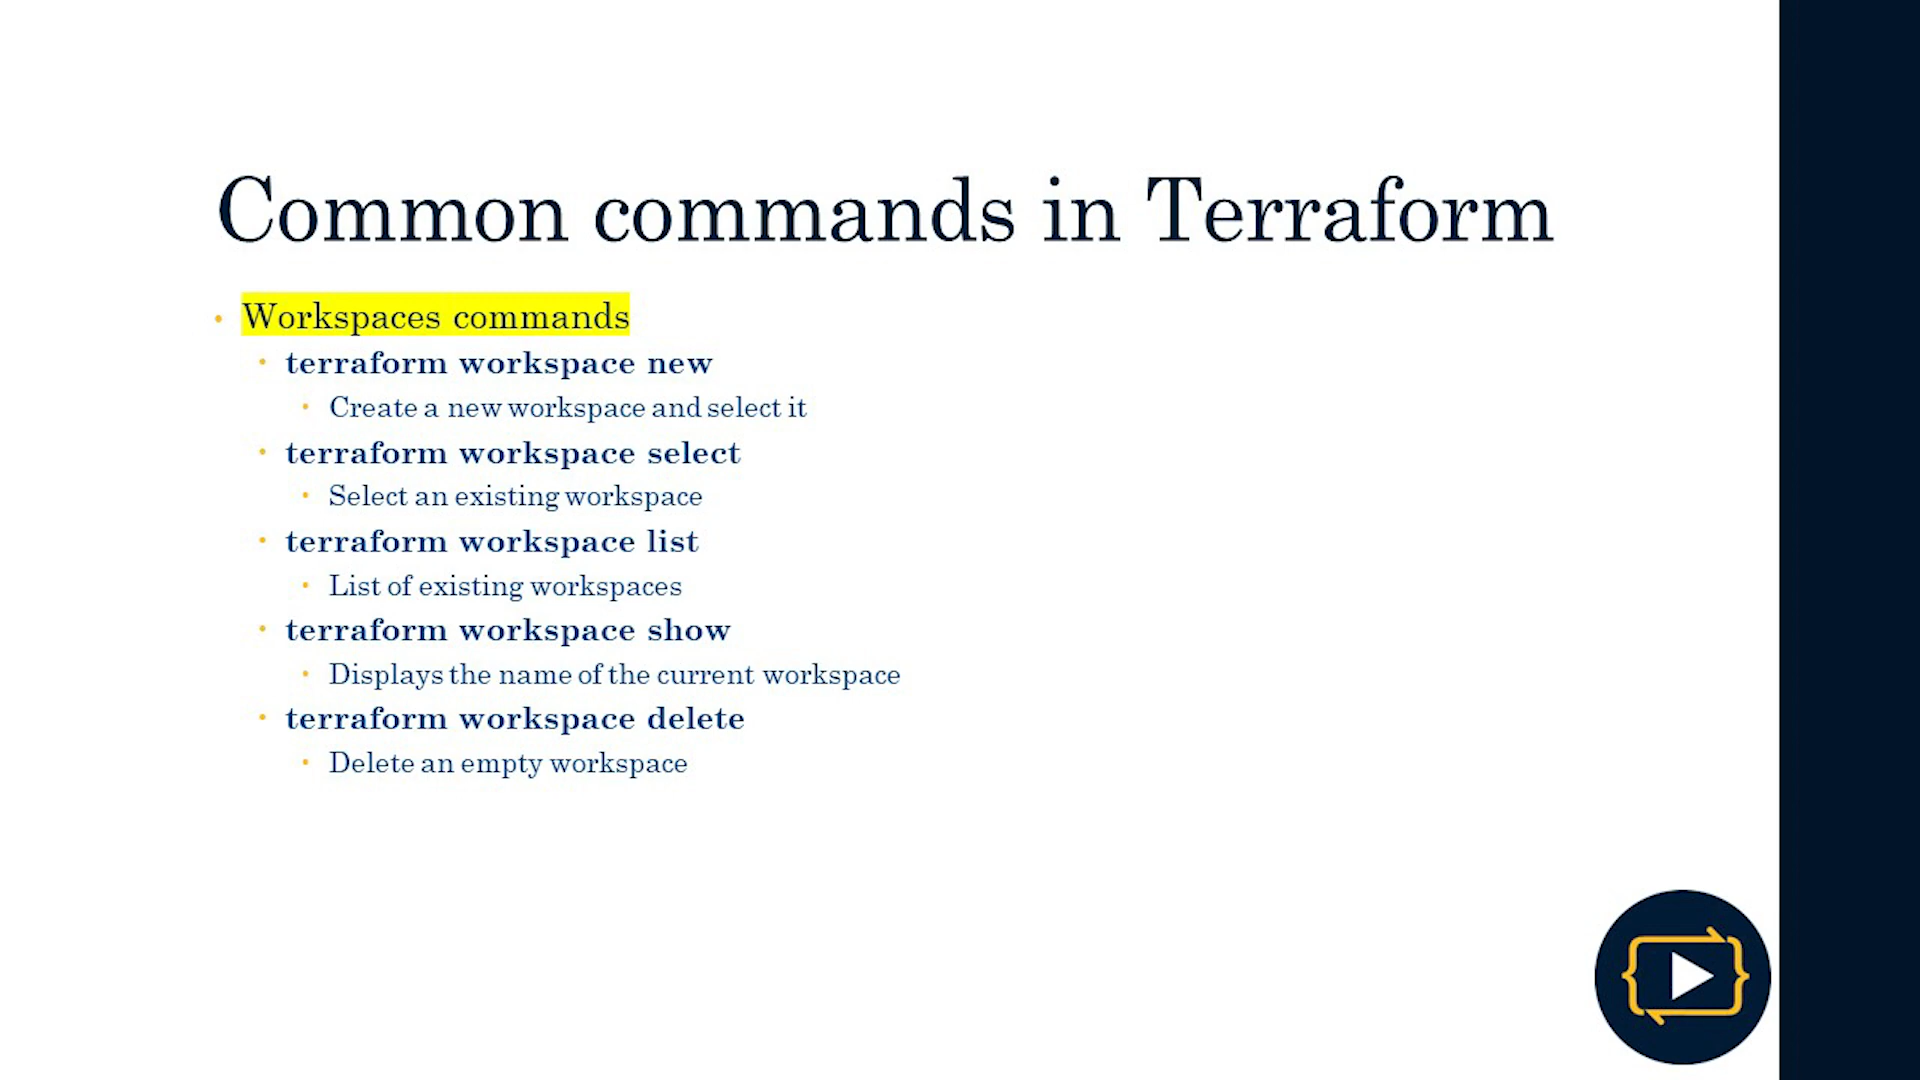 Common commands in Terraform
• Workspaces commands
• terraform workspace new
• Create a new workspace and select it
• terraform workspace select
• Select an existing workspace
• terraform workspace list
• List of existing workspaces
• terraform workspace show
• Displays the name of the current workspace
• terraform workspace delete
• Delete an empty workspace